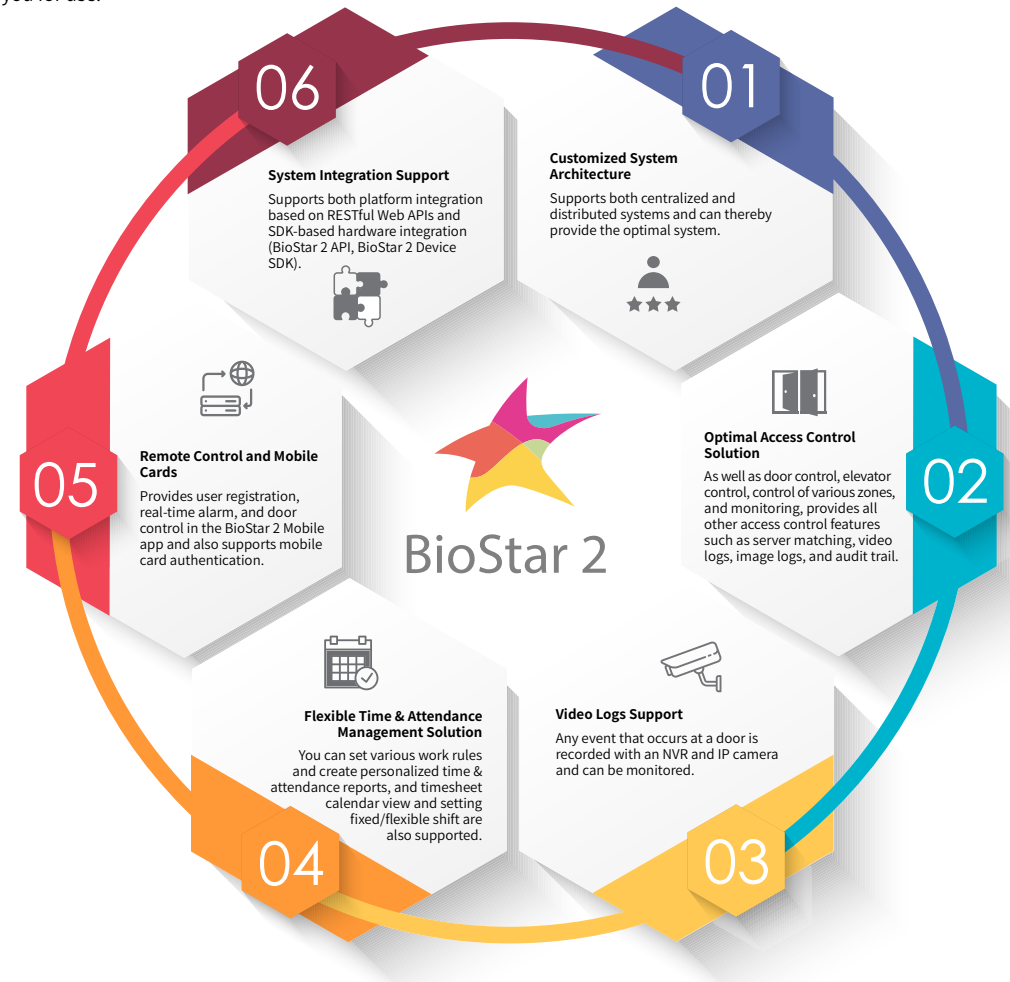 you for use.
01
Customized System
Architecture
Supports both centralized and
distributed systems and can thereby
provide the optimal system.
02
Optimal Access Control
Solution
As well as door control, elevator
control, control of various zones,
and monitoring, provides all
other access control features
such as server matching, video
logs, image logs, and audit trail.
03
Video Logs Support
Any event that occurs at a door is
recorded with an NVR and IP camera
and can be monitored.
04
Flexible Time & Attendance
Management Solution
You can set various work rules
and create personalized time &
attendance reports, and timesheet
calendar view and setting
fixed/flexible shift are
also supported.
05
Remote Control and Mobile
Cards
Provides user registration,
real-time alarm, and door
control in the BioStar 2 Mobile
app and also supports mobile
card authentication.
06
System Integration Support
Supports both platform integration
based on RESTful Web APIs and
SDK-based hardware integration
(BioStar 2 API, BioStar 2 Device
SDK).
BioStar 2